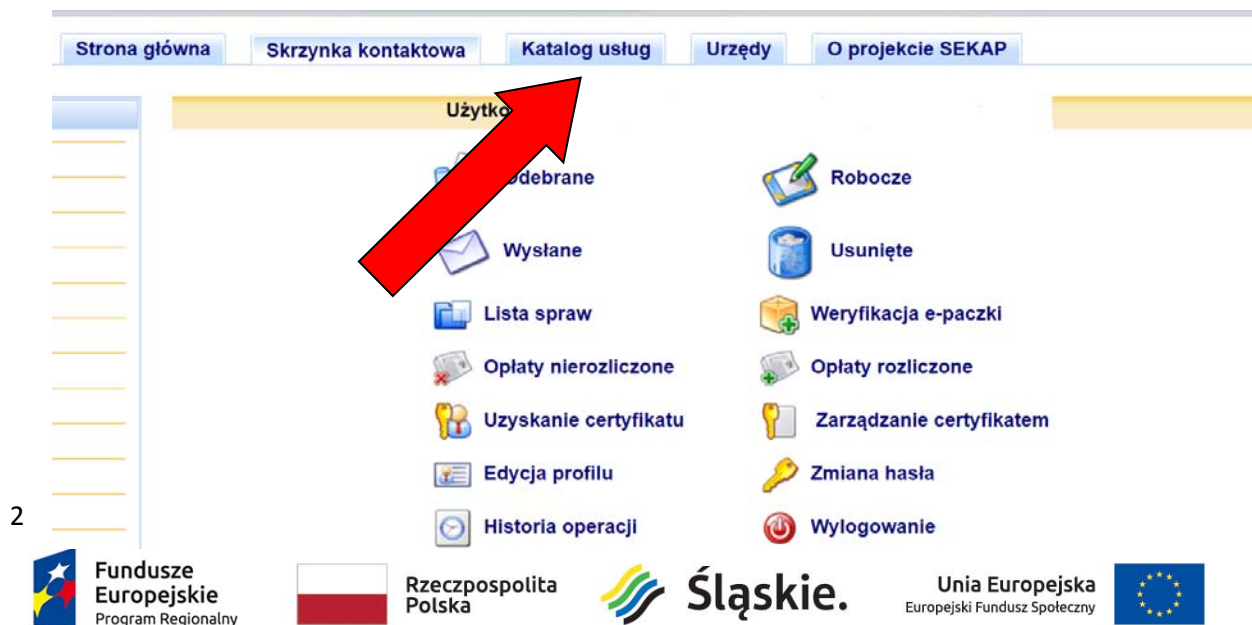 Strona główna Skrzynka kontaktowa Katalog usług Urzędy O projekcie SEKAP
Odebrane Robocze
Wysłane Usunięte
Lista spraw Weryfikacja e-paczki
Opłaty nierozliczone Opłaty rozliczone
Uzyskanie certyfikatu Zarządzanie certyfikatem
Edycja profilu Zmiana hasła
Historia operacji Wylogowanie
2
Fundusze
Europejskie
Program Regionalny
Rzeczpospolita
Polska
Śląskie.
Unia Europejska
Europejski Fundusz Społeczny